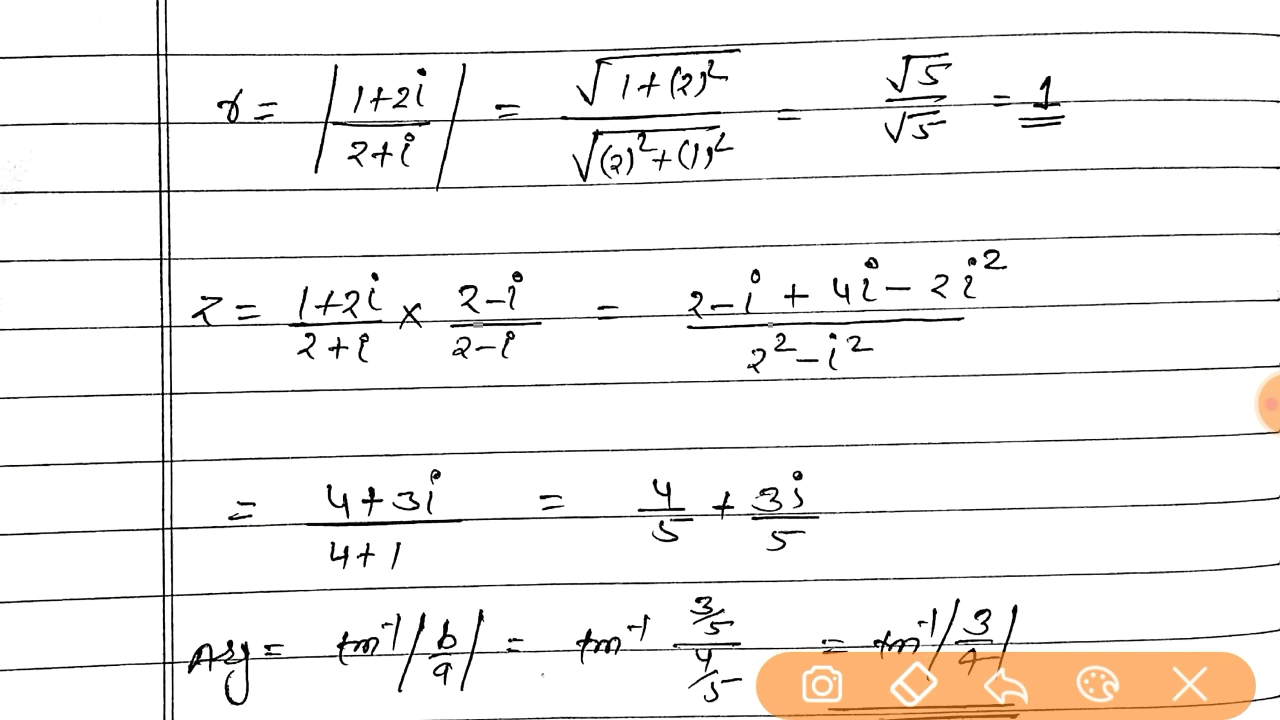 r = |1+2i / 2+i| = √(1+(2)²) / √((2)²+(1)²) = √5 / √5 = 1
z = 1+2i / 2+i × 2-i / 2-i = 2-i+4i-2i² / 2²-i²
= 4+3i / 4+1 = 4/5 + 3i/5
Arg = tan⁻¹|b/a| = tan⁻¹ 3/5 / 4/5 = tan⁻¹|3/4|